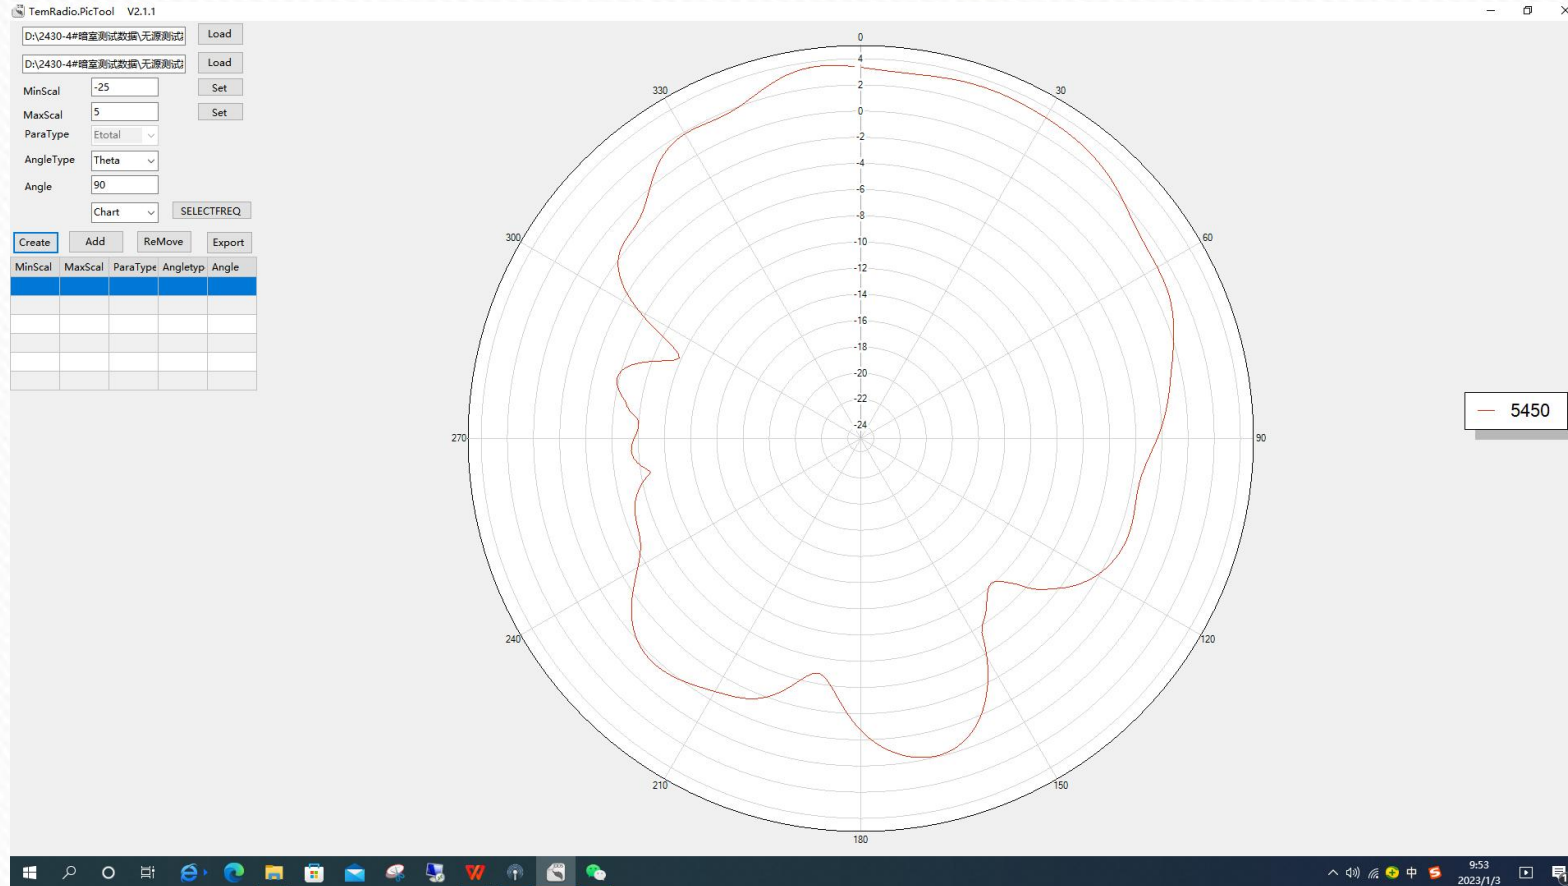 TemRadio.PicTool V2.1.1
D:\2430-4#暗室测试数据\无源测试 Load
D:\2430-4#暗室测试数据\无源测试 Load
MinScal -25 Set
MaxScal 5 Set
ParaType Etotal
AngleType Theta
Angle 90
Chart SELECTFREQ
Create Add ReMove Export
MinScal MaxScal ParaType Angletyp Angle
0
4
2
330 30
0
-2
-4
-6
-8
300 60
-10
-12
-14
-16
-18
-20
-22
5450
-24
270 90
240 120
210 150
180
中
9:53
2023/1/3